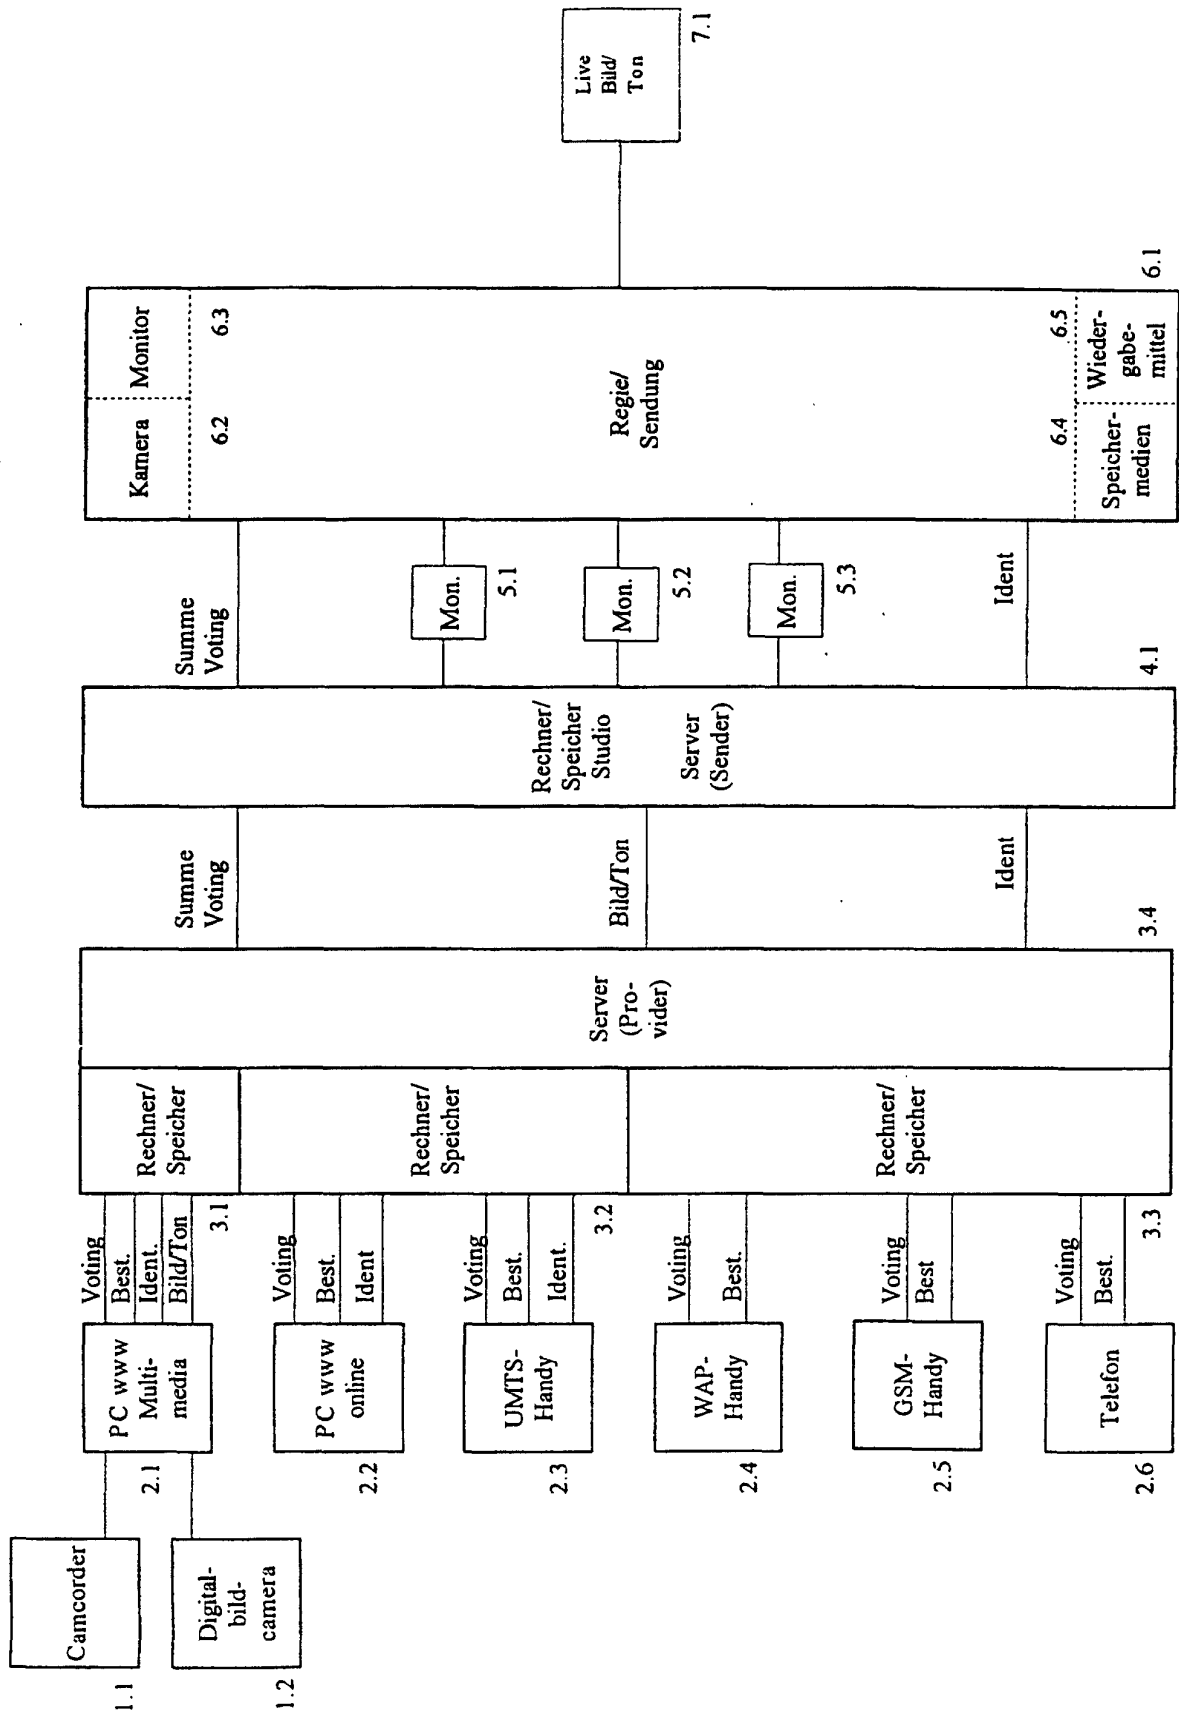 Camcorder
1.1
Digital-
bild-
camera
1.2
PC www
Multi-
media
2.1
PC www
online
2.2
UMTS-
Handy
2.3
WAP-
Handy
2.4
GSM-
Handy
2.5
Telefon
2.6
Voting
Best.
Ident.
Bild/Ton
Voting
Best.
Ident
Voting
Best.
Ident.
Voting
Best.
Voting
Best
Voting
Best.
Rechner/
Speicher
3.1
Rechner/
Speicher
3.2
Rechner/
Speicher
3.3
Server
(Pro-
vider)
3.4
Summe
Voting
Bild/Ton
Ident
Rechner/
Speicher
Studio
Server
(Sender)
4.1
Summe
Voting
Mon.
5.1
Mon.
5.2
Mon.
5.3
Ident
Kamera
6.2
Monitor
6.3
Regie/
Sendung
6.4
Speicher-
medien
6.5
Wieder-
gabe-
mittel
6.1
Live
Bild/
Ton
7.1